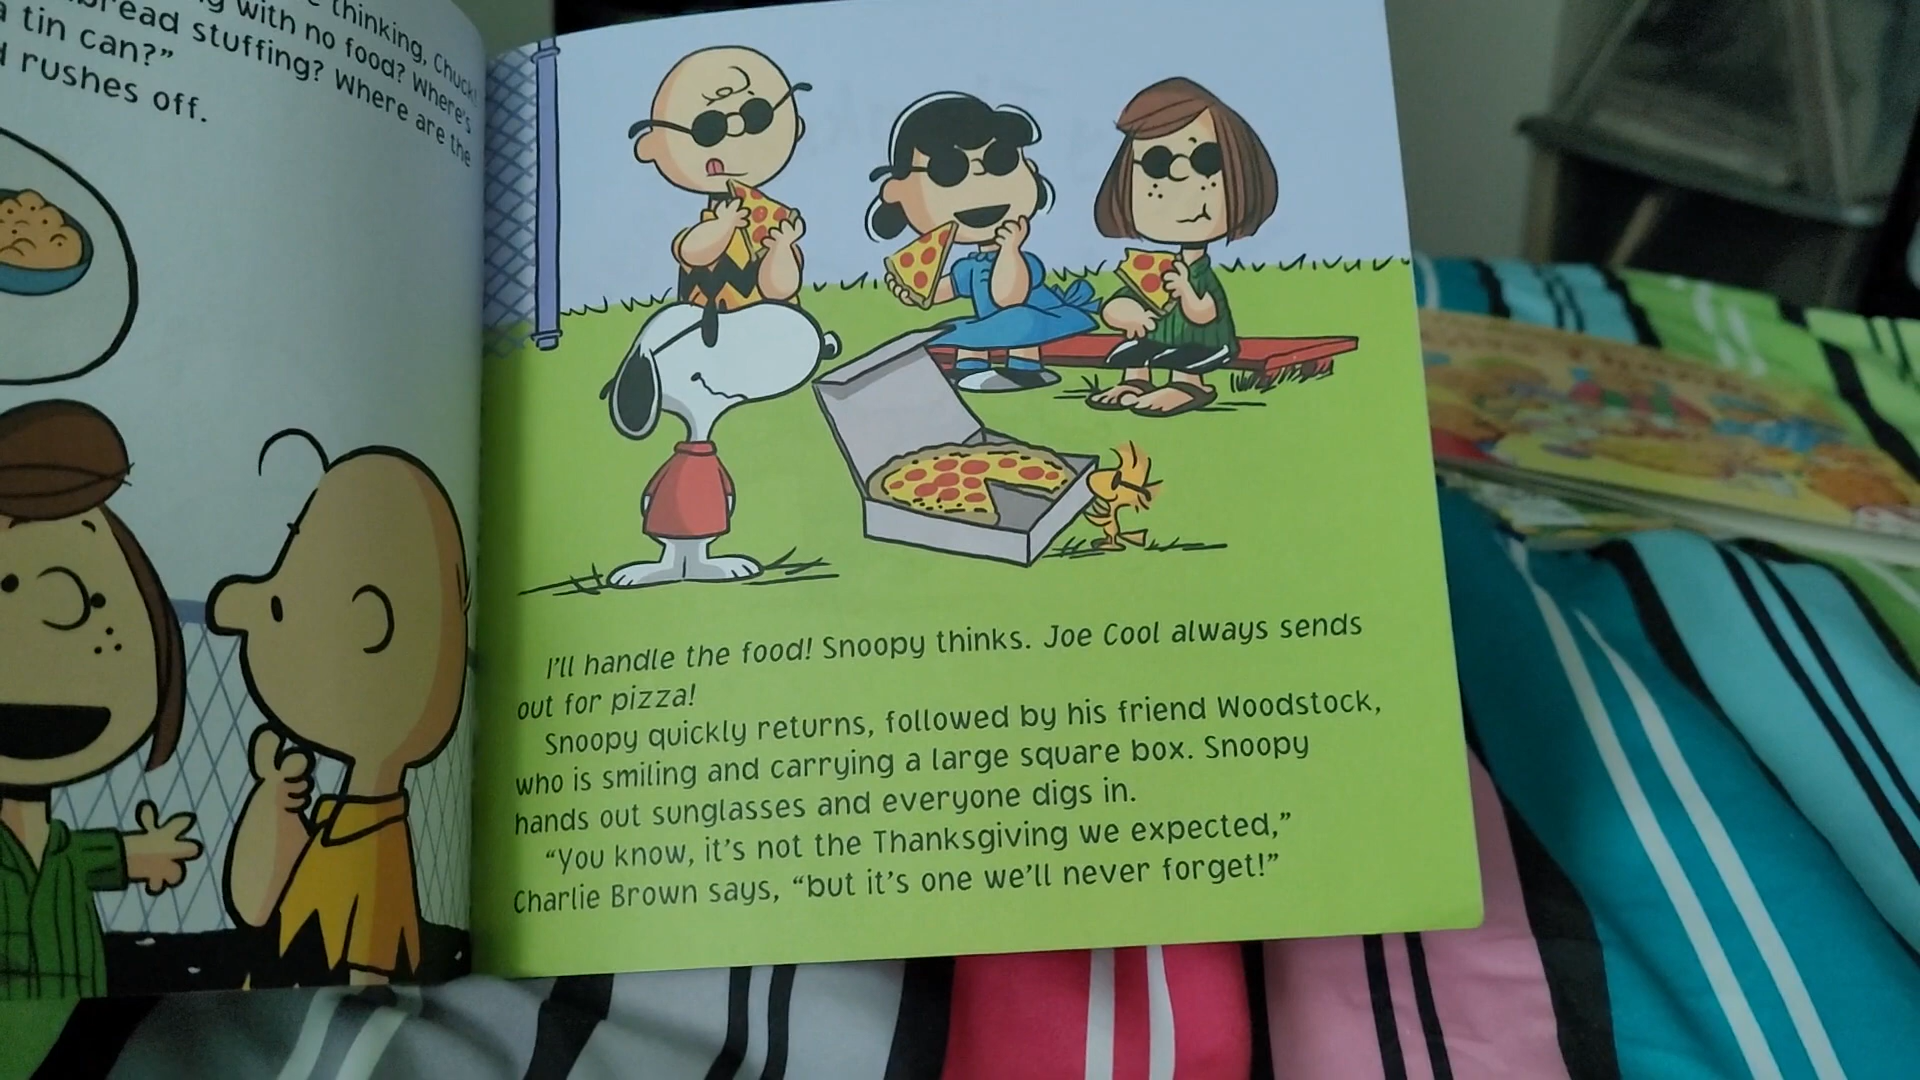 thinking, Chuck!
with no food? Where's
bread stuffing? Where are the
tin can?"
rushes off.
I'll handle the food! Snoopy thinks. Joe Cool always sends
out for pizza!
Snoopy quickly returns, followed by his friend Woodstock,
who is smiling and carrying a large square box. Snoopy
hands out sunglasses and everyone digs in.
"You know, it's not the Thanksgiving we expected,"
Charlie Brown says, "but it's one we'll never forget!"